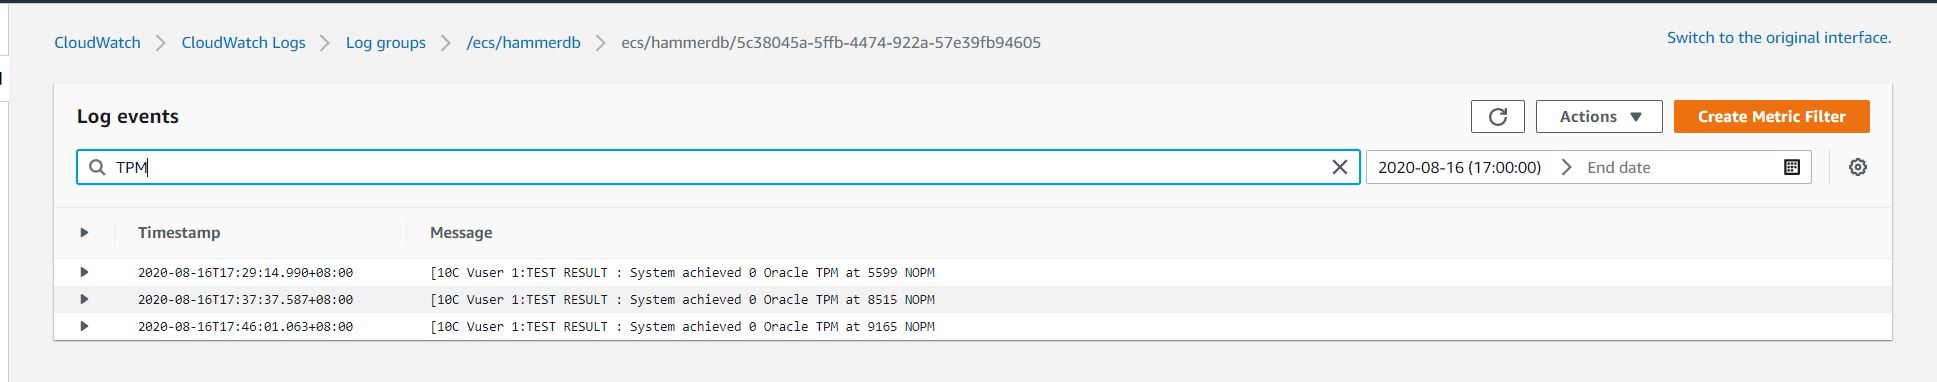 CloudWatch > CloudWatch Logs > Log groups > /ecs/hammerdb > ecs/hammerdb/5c38045a-5ffb-4474-922a-57e39fb94605
Switch to the original interface.
Log events
Actions
Create Metric Filter
TPM
2020-08-16 (17:00:00) > End date
Timestamp Message
2020-08-16T17:29:14.990+08:00 [10C Vuser 1:TEST RESULT : System achieved 0 Oracle TPM at 5599 NOPM
2020-08-16T17:37:37.587+08:00 [10C Vuser 1:TEST RESULT : System achieved 0 Oracle TPM at 8515 NOPM
2020-08-16T17:46:01.063+08:00 [10C Vuser 1:TEST RESULT : System achieved 0 Oracle TPM at 9165 NOPM